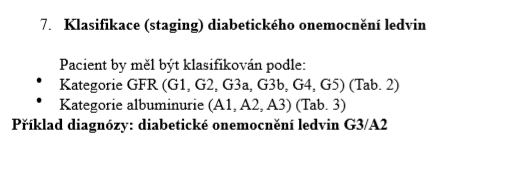 7. Klasifikace (staging) diabetického onemocnění ledvin
Pacient by měl být klasifikován podle:
• Kategorie GFR (G1, G2, G3a, G3b, G4, G5) (Tab. 2)
• Kategorie albuminurie (A1, A2, A3) (Tab. 3)
Příklad diagnózy: diabetické onemocnění ledvin G3/A2